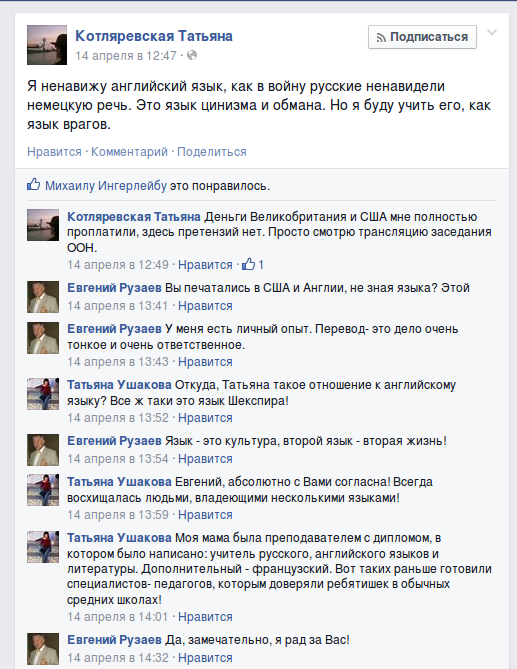 Котляревская Татьяна
Подписаться
14 апреля в 12:47 ·
Я ненавижу английский язык, как в войну русские ненавидели
немецкую речь. Это язык цинизма и обмана. Но я буду учить его, как
язык врагов.
Нравится · Комментарий · Поделиться
Михаилу Ингерлейбу это понравилось.
Котляревская Татьяна Деньги Великобритания и США мне полностью
проплатили, здесь претензий нет. Просто смотрю трансляцию заседания
ООН.
14 апреля в 12:49 · Нравится · 1
Евгений Рузаев Вы печатались в США и Англии, не зная языка? Этой
14 апреля в 13:41 · Нравится
Евгений Рузаев У меня есть личный опыт. Перевод- это дело очень
тонкое и очень ответственное.
14 апреля в 13:43 · Нравится
Татьяна Ушакова Откуда, Татьяна такое отношение к английскому
языку? Все ж таки это язык Шекспира!
14 апреля в 13:52 · Нравится
Евгений Рузаев Язык - это культура, второй язык - вторая жизнь!
14 апреля в 13:54 · Нравится
Татьяна Ушакова Евгений, абсолютно с Вами согласна! Всегда
восхищалась людьми, владеющими несколькими языками!
14 апреля в 13:59 · Нравится
Татьяна Ушакова Моя мама была преподавателем с дипломом, в
котором было написано: учитель русского, английского языков и
литературы. Дополнительный - французский. Вот таких раньше готовили
специалистов- педагогов, которым доверяли ребятишек в обычных
средних школах!
14 апреля в 14:01 · Нравится
Евгений Рузаев Да, замечательно, я рад за Вас!
14 апреля в 14:32 · Нравится